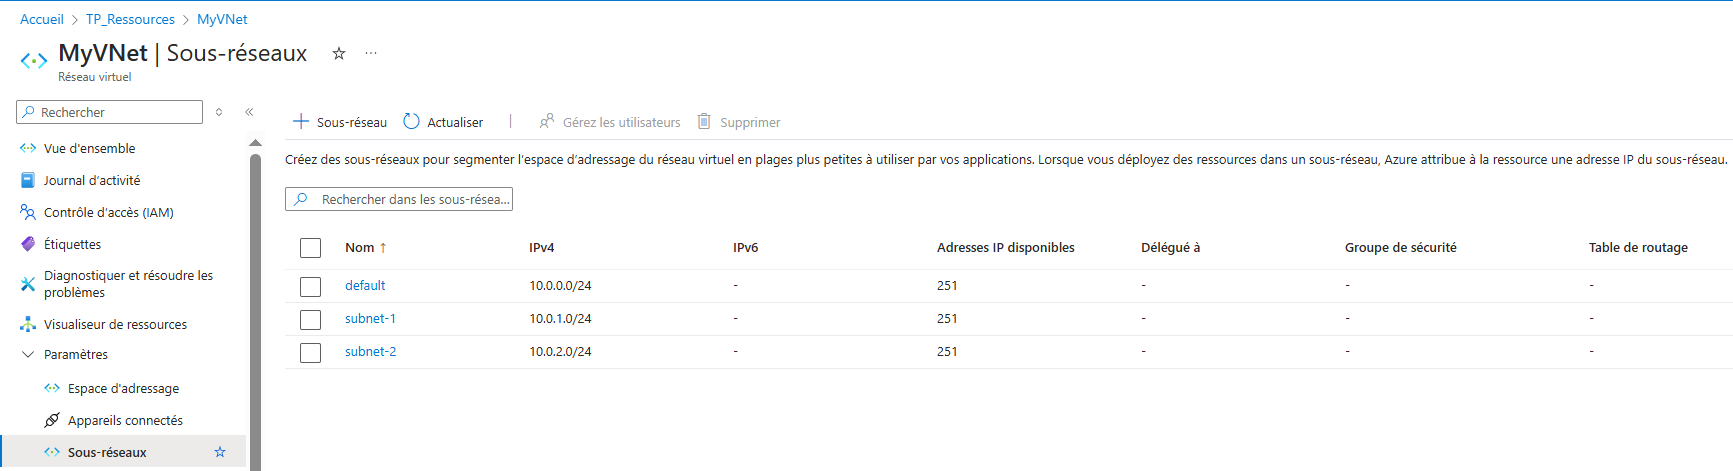 Accueil > TP_Ressources > MyVNet
MyVNet | Sous-réseaux
Réseau virtuel
Rechercher
Vue d'ensemble
Journal d'activité
Contrôle d'accès (IAM)
Étiquettes
Diagnostiquer et résoudre les
problèmes
Visualiseur de ressources
Paramètres
Espace d'adressage
Appareils connectés
Sous-réseaux
Sous-réseau Actualiser | Gérez les utilisateurs Supprimer
Créez des sous-réseaux pour segmenter l'espace d'adressage du réseau virtuel en plages plus petites à utiliser par vos applications. Lorsque vous déployez des ressources dans un sous-réseau, Azure attribue à la ressource une adresse IP du sous-réseau.
Rechercher dans les sous-résea...
Nom ↑ IPv4 IPv6 Adresses IP disponibles Délégué à Groupe de sécurité Table de routage
default 10.0.0.0/24 - 251 - - -
subnet-1 10.0.1.0/24 - 251 - - -
subnet-2 10.0.2.0/24 - 251 - - -